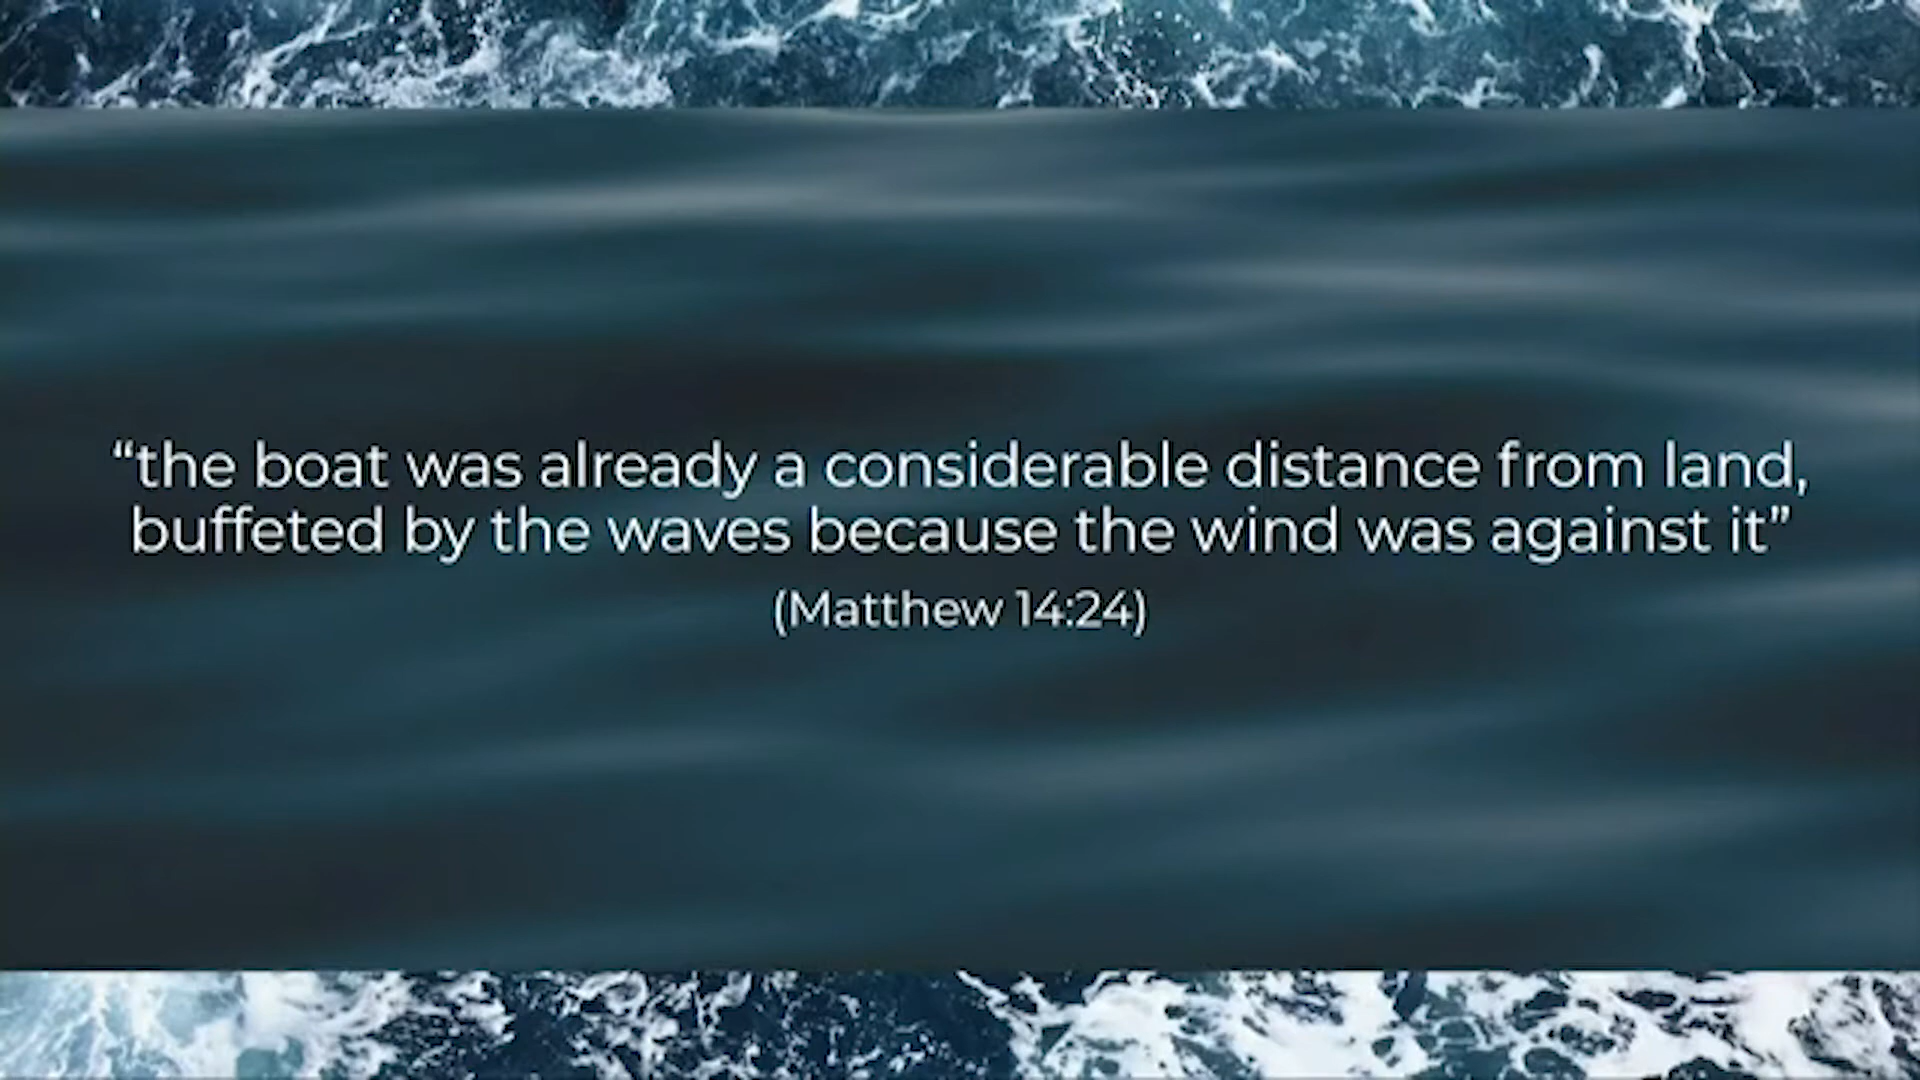 “the boat was already a considerable distance from land,
buffeted by the waves because the wind was against it”
(Matthew 14:24)